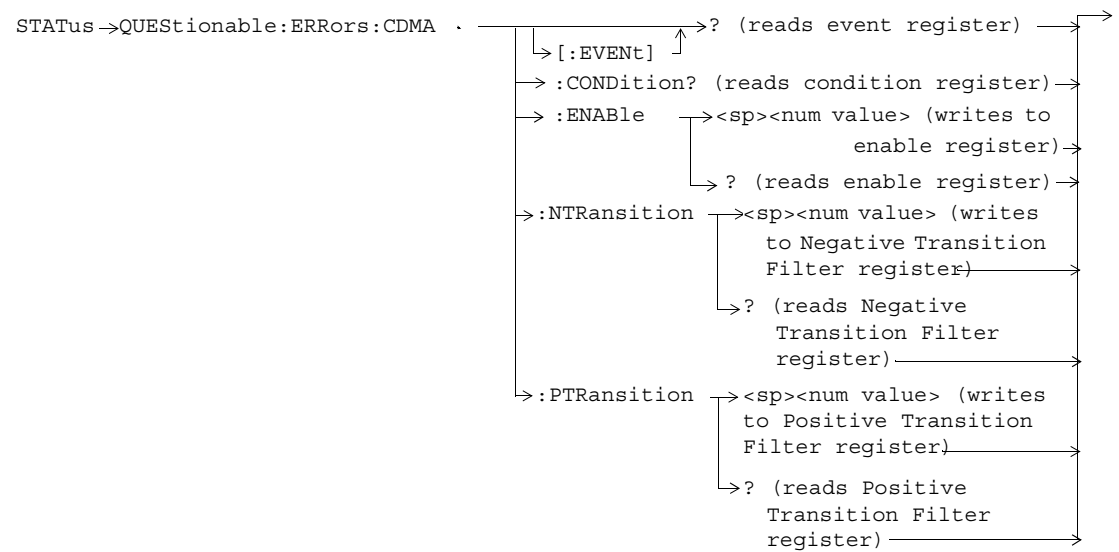 STATus QUEStionable:ERRors:CDMA ? (reads event register)
[:EVENt]
:CONDition? (reads condition register)
:ENABle <sp><num value> (writes to
enable register)
? (reads enable register)
:NTRansition <sp><num value> (writes
to Negative Transition
Filter register)
? (reads Negative
Transition Filter
register)
:PTRansition <sp><num value> (writes
to Positive Transition
Filter register)
? (reads Positive
Transition Filter
register)